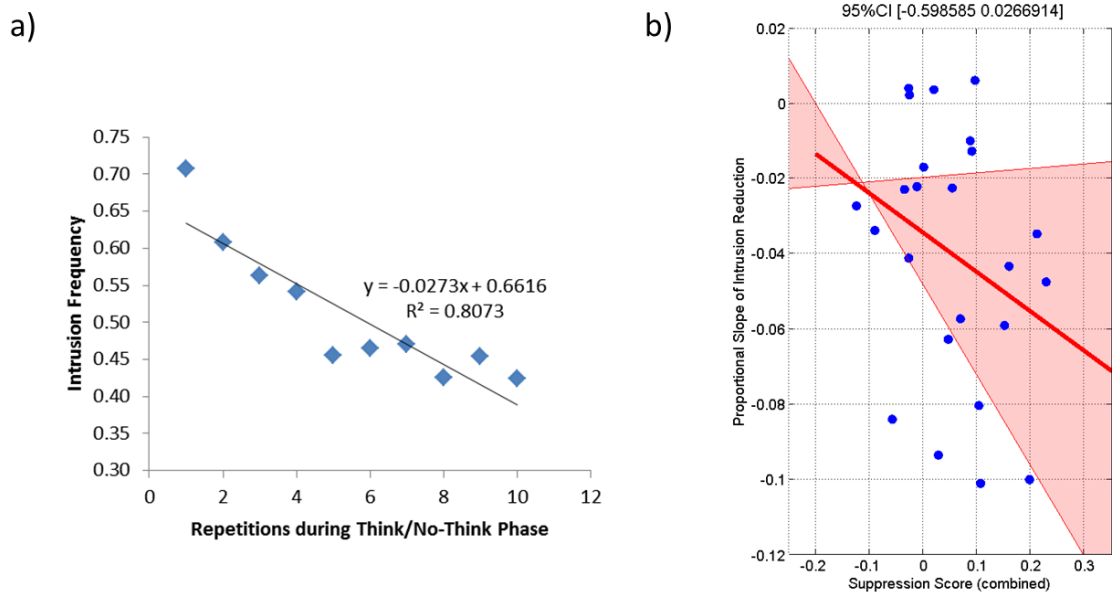 a)
0.75
0.70
0.65
0.60
0.55
0.50
0.45
0.40
0.35
0.30
Intrusion Frequency
y = -0.0273x + 0.6616
R² = 0.8073
0 2 4 6 8 10 12
Repetitions during Think/No-Think Phase
b)
95%CI [-0.598585 0.0266914]
0.02
0
-0.02
-0.04
-0.06
-0.08
-0.1
-0.12
Proportional Slope of Intrusion Reduction
-0.2 -0.1 0 0.1 0.2 0.3
Suppression Score (combined)